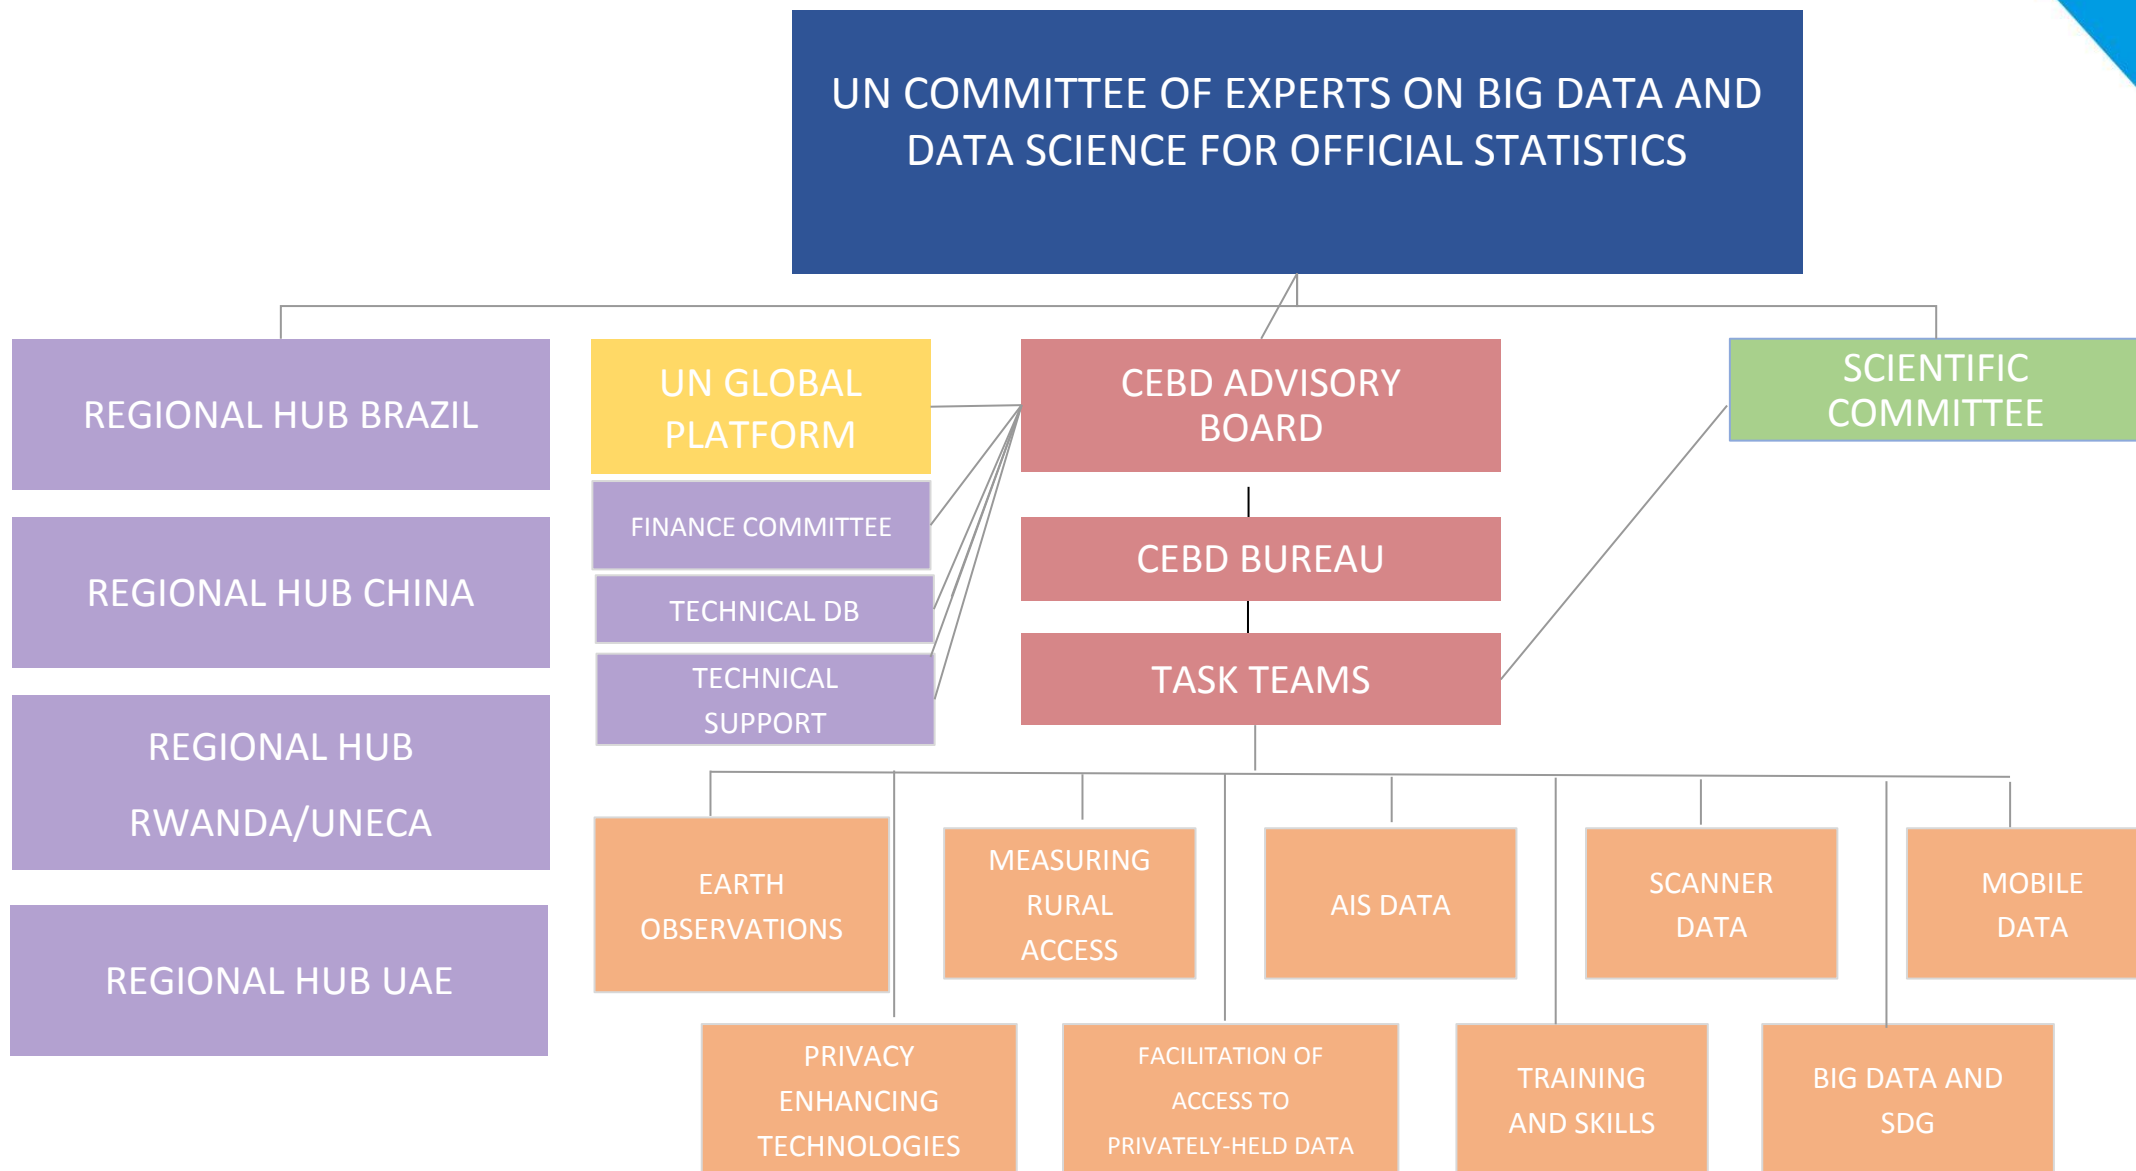 UN COMMITTEE OF EXPERTS ON BIG DATA AND
DATA SCIENCE FOR OFFICIAL STATISTICS
REGIONAL HUB BRAZIL
UN GLOBAL
PLATFORM
CEBD ADVISORY
BOARD
SCIENTIFIC
COMMITTEE
FINANCE COMMITTEE
REGIONAL HUB CHINA
CEBD BUREAU
TECHNICAL DB
TECHNICAL
SUPPORT
TASK TEAMS
REGIONAL HUB
RWANDA/UNECA
REGIONAL HUB UAE
EARTH
OBSERVATIONS
MEASURING
RURAL
ACCESS
AIS DATA
SCANNER
DATA
MOBILE
DATA
PRIVACY
ENHANCING
TECHNOLOGIES
FACILITATION OF
ACCESS TO
PRIVATELY-HELD DATA
TRAINING
AND SKILLS
BIG DATA AND
SDG